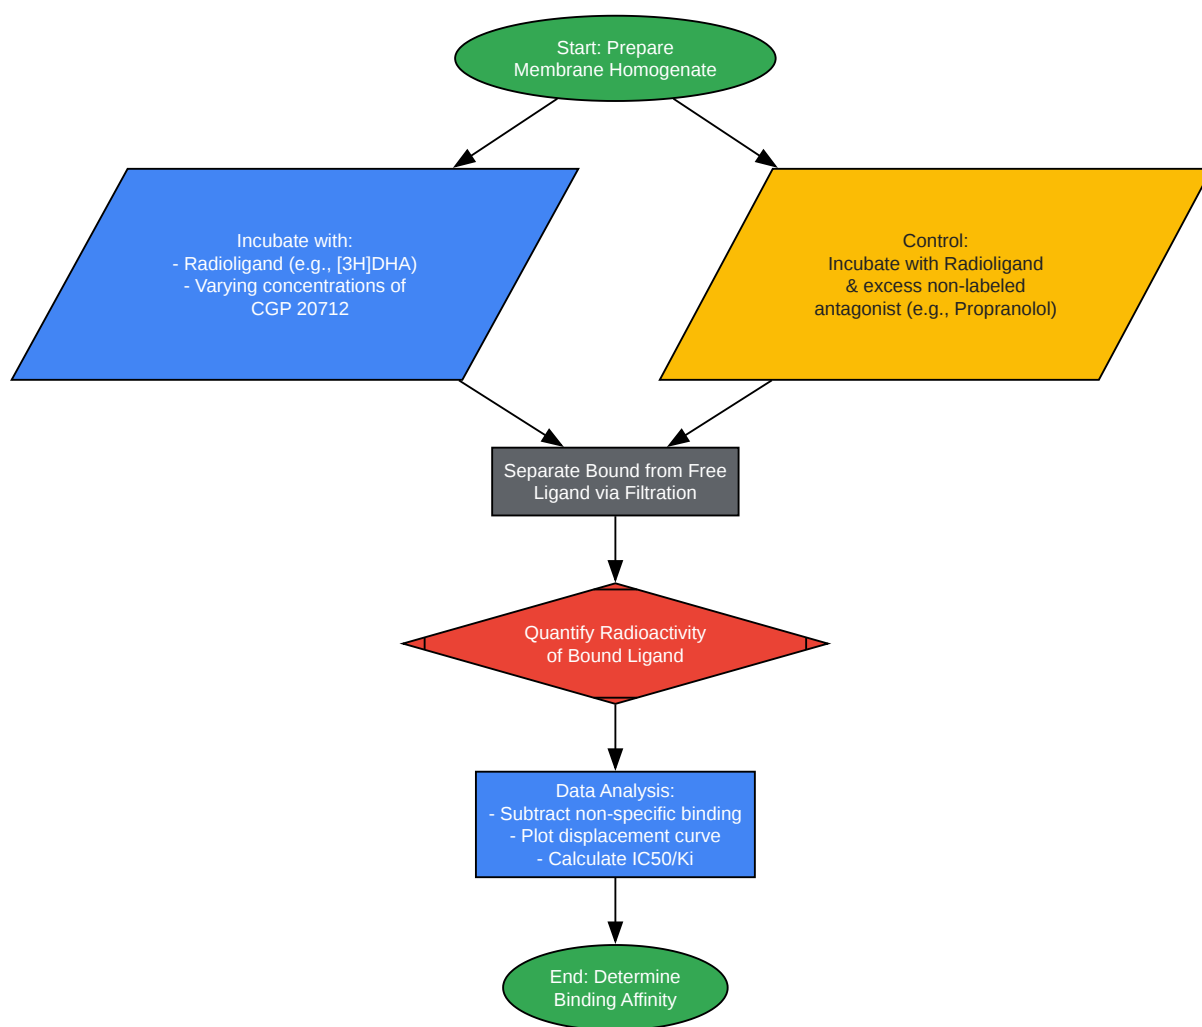 Start: Prepare
Membrane Homogenate
Incubate with:
- Radioligand (e.g., [3H]DHA)
- Varying concentrations of
CGP 20712
Control:
Incubate with Radioligand
& excess non-labeled
antagonist (e.g., Propranolol)
Separate Bound from Free
Ligand via Filtration
Quantify Radioactivity
of Bound Ligand
Data Analysis:
- Subtract non-specific binding
- Plot displacement curve
- Calculate IC50/Ki
End: Determine
Binding Affinity